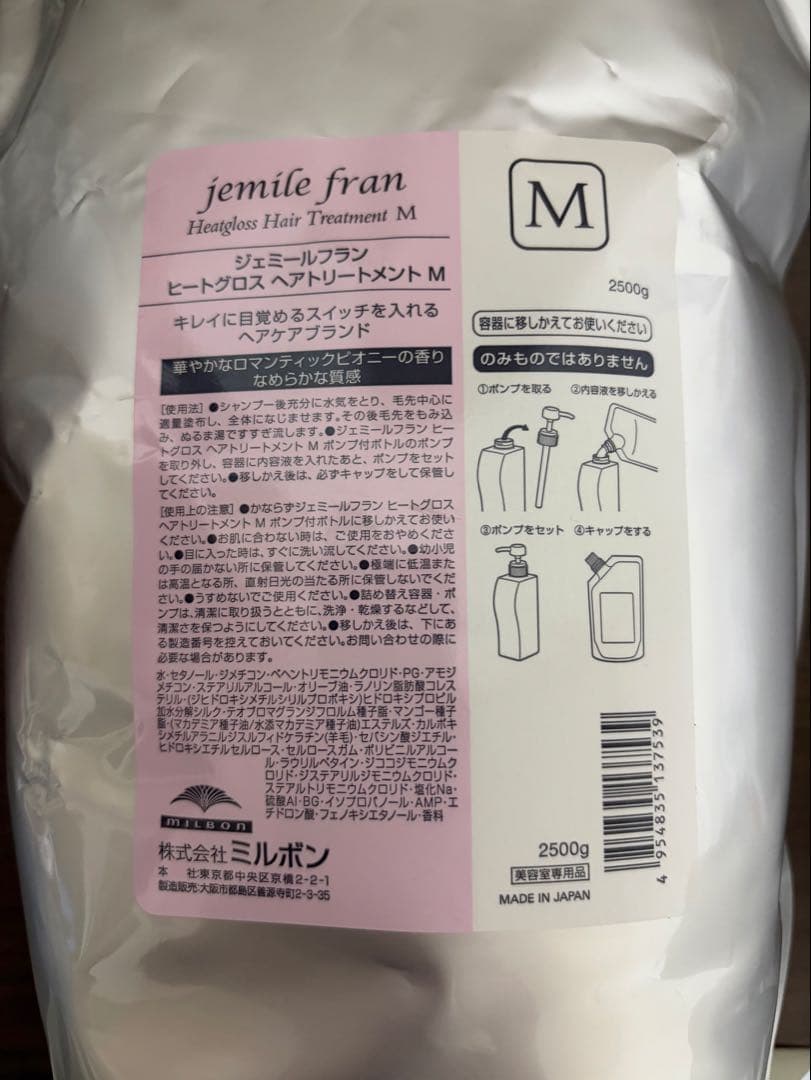 jemile fran
Heatgloss Hair Treatment M
ジェミールフラン
ヒートグロス ヘアトリートメント M
キレイに目覚めるスイッチを入れる
ヘアケアブランド
華やかなロマンティックピオニーの香り
なめらかな質感
[使用法] ●シャンプー後充分に水気をとり、毛先中心に
適量塗布し、全体になじませます。その後毛先をもみ込
み、ぬるま湯ですすぎ流します。●ジェミールフラン ヒー
トグロス ヘアトリートメント M ポンプ付ボトルのポンプ
を取り外し、容器に内容液を入れたあと、ポンプをセット
してください。●移しかえ後は、必ずキャップをして保管し
てください。
[使用上の注意] ●かならずジェミールフラン ヒートグロス
ヘアトリートメント M ポンプ付ボトルに移しかえてお使い
ください。●お肌に合わない時は、ご使用をおやめくださ
い。●目に入った時は、すぐに洗い流してください。●幼小児
の手の届かない所に保管してください。●極端に低温また
は高温となる所、直射日光の当たる所に保管しないでくだ
さい。●うすめないでご使用ください。●詰め替え容器・ポ
ンプは、清潔に取り扱うとともに、洗浄・乾燥するなどして、
清潔さを保つようにしてください。●移しかえ後は、下にあ
る製造番号を控えておいてください。お問い合わせの際に
必要な場合があります。
水・セタノール・ジメチコン・ベヘントリモニウムクロリド・PG・アモジ
メチコン・ステアリルアルコール・オリーブ油・ラノリン脂肪酸コレス
テリル・(ジヒドロキシメチルシリルプロポキシ)ヒドロキシプロピル
加水分解シルク・テオブロマグランジフロルム種子脂・マンゴー種子
脂・(マカデミア種子油/水添マカデミア種子油)エステルズ・カルボキ
シメチルアラニルジスルフィドケラチン(羊毛)・セバシン酸ジエチル・
ヒドロキシエチルセルロース・セルロースガム・ポリビニルアルコー
ル・ラウリルベタイン・ジココジモニウムク
ロリド・ジステアリルジモニウムクロリド・
ステアルトリモニウムクロリド・塩化Na・
硫酸Al・BG・イソプロパノール・AMP・エ
チドロン酸・フェノキシエタノール・香料
MILBON
株式会社 ミルボン
本 社:東京都中央区京橋2-2-1
製造販売:大阪市都島区善源寺町2-3-35
M
2500g
容器に移しかえてお使いください
のみものではありません
①ポンプを取る ②内容液を移しかえる
③ポンプをセット ④キャップをする
4 954835 137539
2500g
美容室専用品
MADE IN JAPAN